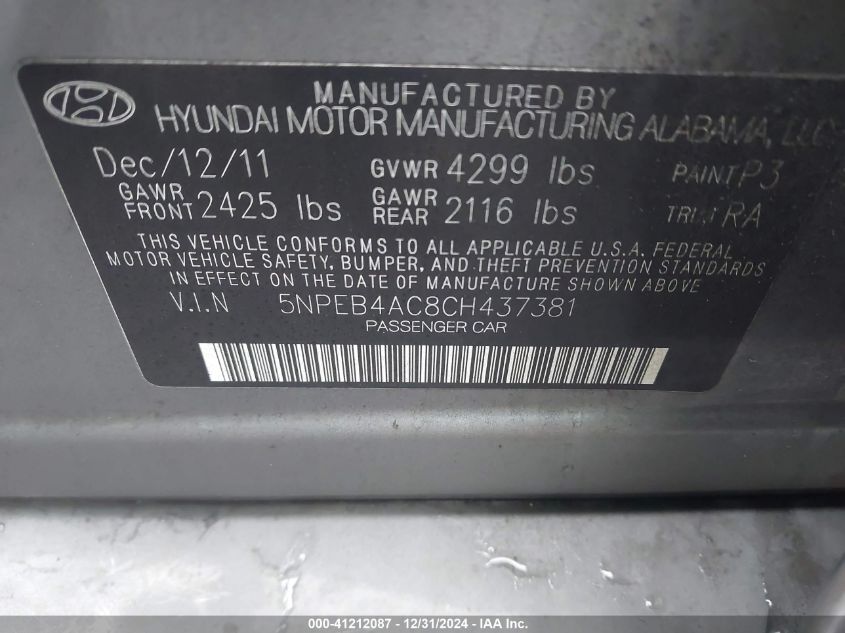 MANUFACTURED BY
HYUNDAI MOTOR MANUFACTURING ALABAMA, LLC
Dec/12/11 GVWR 4299 lbs PAINT P3
GAWR FRONT 2425 lbs GAWR REAR 2116 lbs TRIM RA
THIS VEHICLE CONFORMS TO ALL APPLICABLE U.S.A. FEDERAL
MOTOR VEHICLE SAFETY, BUMPER, AND THEFT PREVENTION STANDARDS
IN EFFECT ON THE DATE OF MANUFACTURE SHOWN ABOVE
V.I.N 5NPEB4AC8CH437381
PASSENGER CAR
000-41212087 - 12/31/2024 - IAA Inc.